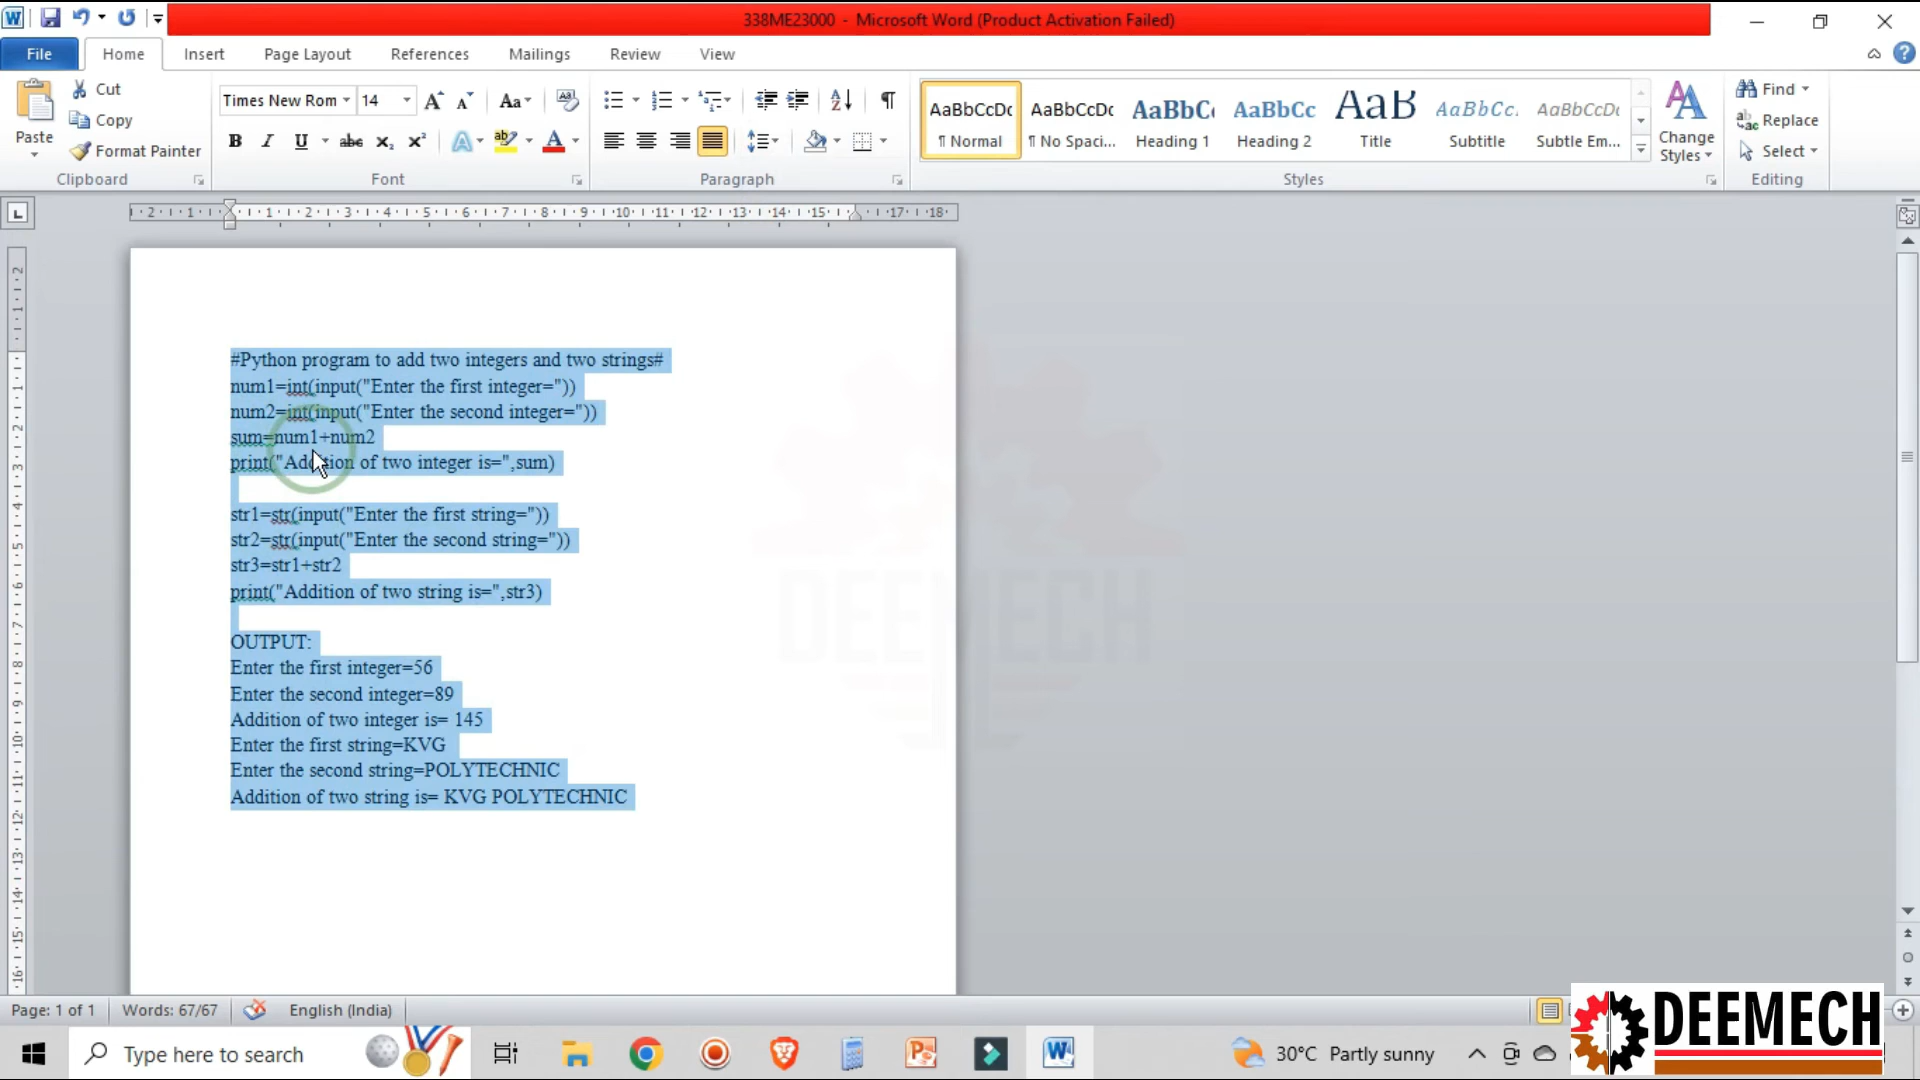 338ME23000 - Microsoft Word (Product Activation Failed)
File Home Insert Page Layout References Mailings Review View
Paste
Cut
Copy
Format Painter
Clipboard
Times New Rom 14
Font
Paragraph
AaBbCcDc AaBbCcDc AaBbC AaBbCc AaB AaBbCc. AaBbCcDc
¶ Normal ¶ No Spaci... Heading 1 Heading 2 Title Subtitle Subtle Em...
Change
Styles
Styles
Find
Replace
Select
Editing
#Python program to add two integers and two strings#
num1=int(input("Enter the first integer="))
num2=int(input("Enter the second integer="))
sum=num1+num2
print("Addition of two integer is=",sum)
str1=str(input("Enter the first string="))
str2=str(input("Enter the second string="))
str3=str1+str2
print("Addition of two string is=",str3)
OUTPUT:
Enter the first integer=56
Enter the second integer=89
Addition of two integer is= 145
Enter the first string=KVG
Enter the second string=POLYTECHNIC
Addition of two string is= KVG POLYTECHNIC
DEEMECH
Page: 1 of 1 Words: 67/67 English (India)
Type here to search
30°C Partly sunny
DEEMECH